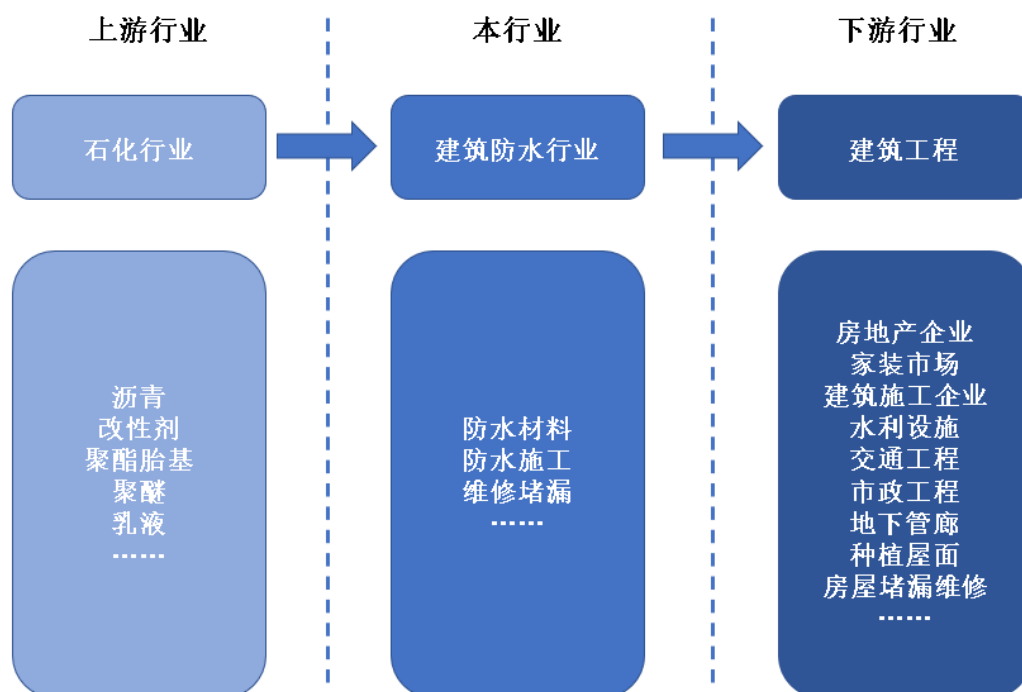 上游行业
本行业
下游行业
石化行业
建筑防水行业
建筑工程
沥青
改性剂
聚酯胎基
聚醚
乳液
......
防水材料
防水施工
维修堵漏
......
房地产企业
家装市场
建筑施工企业
水利设施
交通工程
市政工程
地下管廊
种植屋面
房屋堵漏维修
......